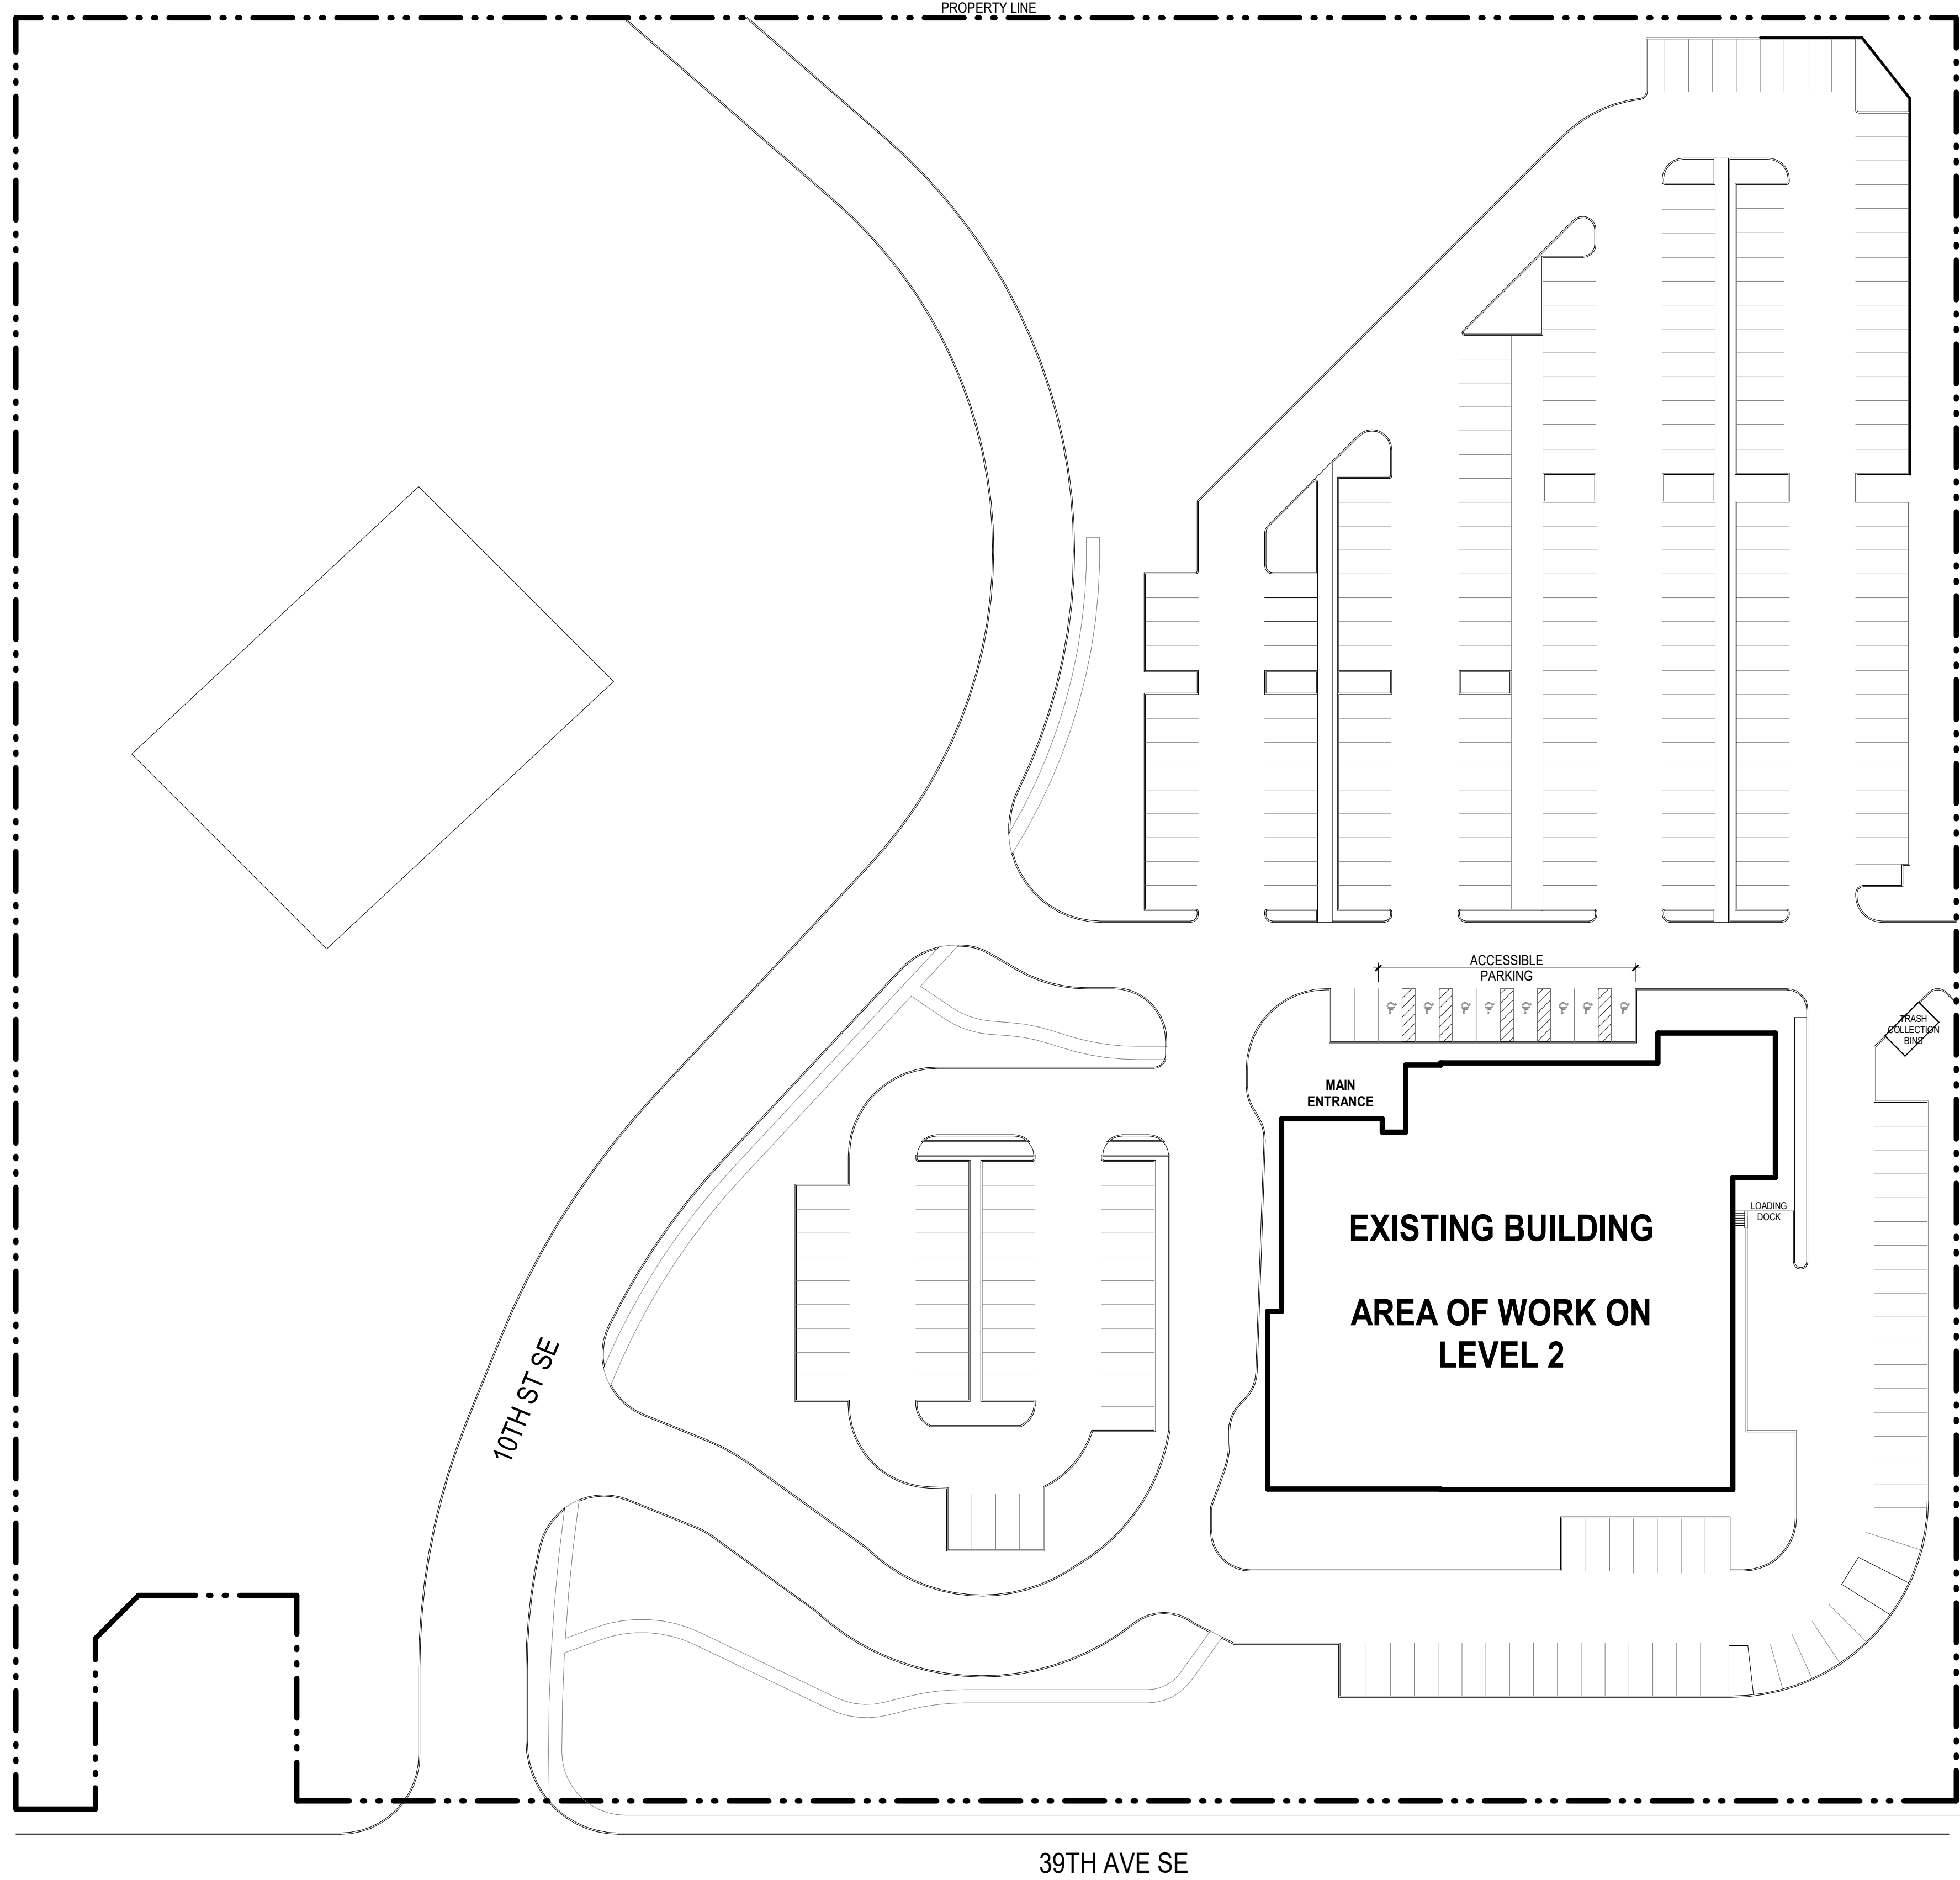 PROPERTY LINE
ACCESSIBLE
PARKING
TRASH
COLLECTION
BINS
MAIN
ENTRANCE
LOADING
DOCK
EXISTING BUILDING
AREA OF WORK ON
LEVEL 2
10TH ST SE
39TH AVE SE